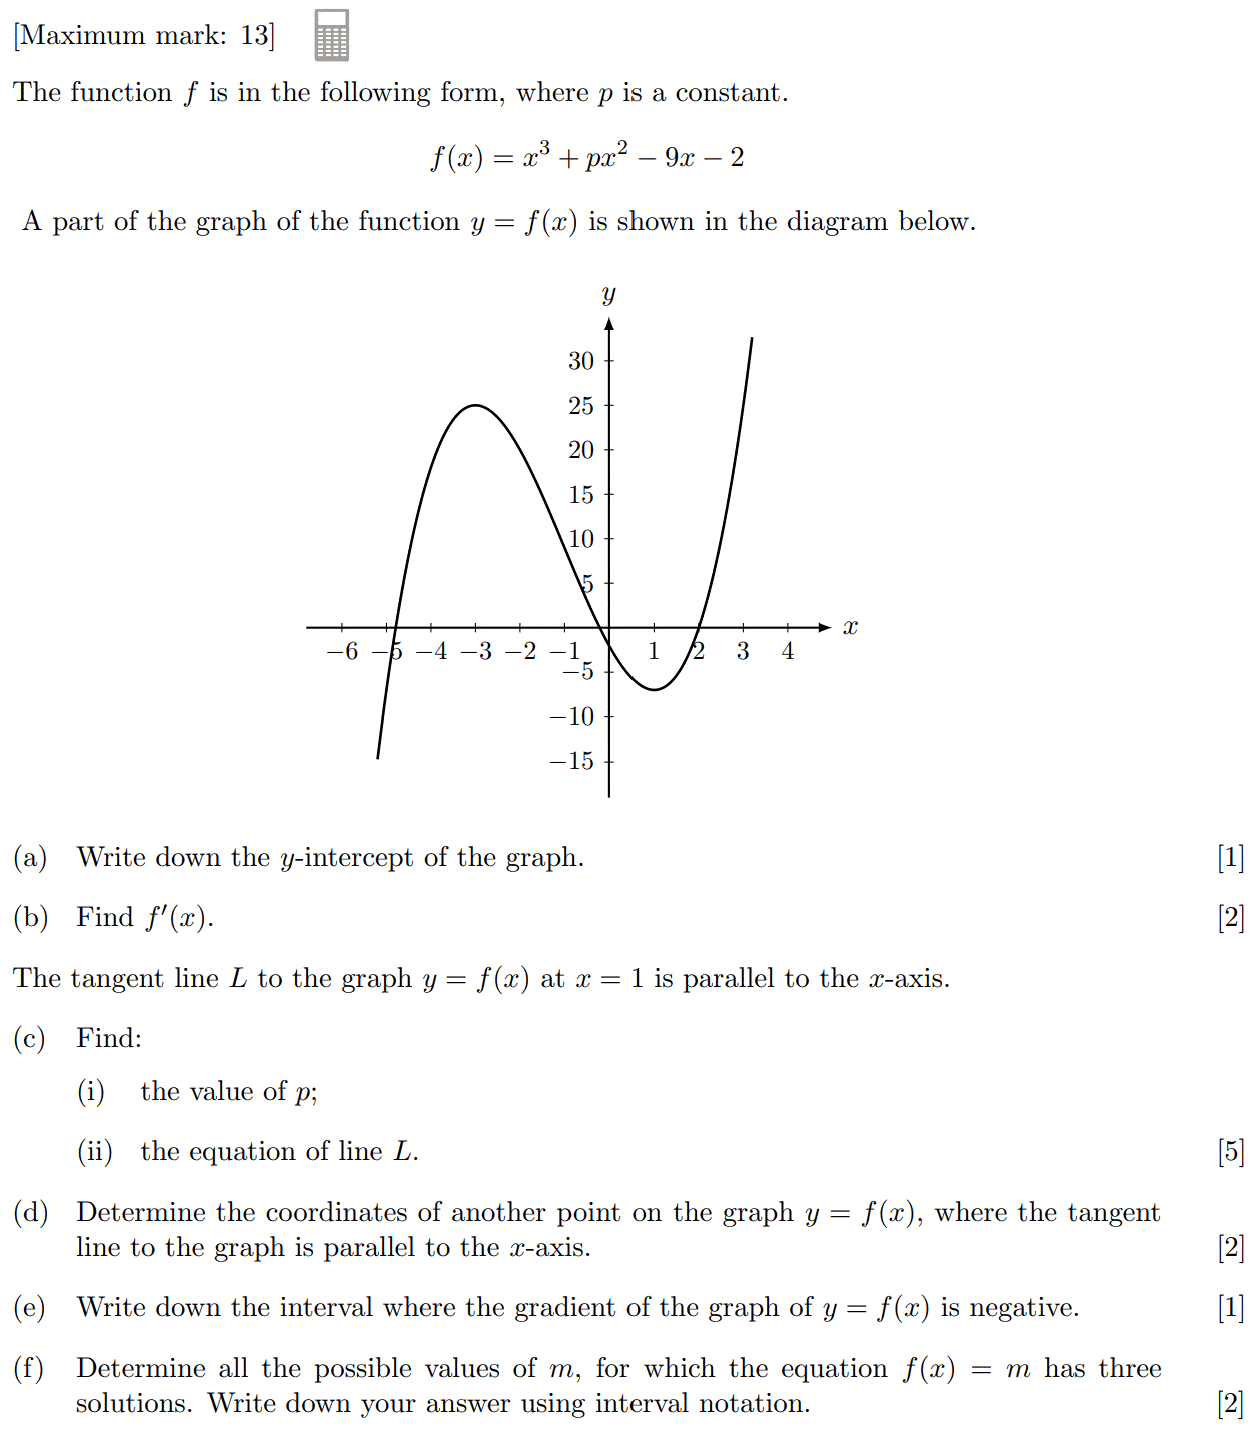 [Maximum mark: 13]
The function f is in the following form, where p is a constant.
f(x) = x³ + px² − 9x − 2
A part of the graph of the function y = f(x) is shown in the diagram below.
y
30
25
20
15
10
5
x
−6 −5 −4 −3 −2 −1 1 2 3 4
−5
−10
−15
(a) Write down the y-intercept of the graph. [1]
(b) Find f′(x). [2]
The tangent line L to the graph y = f(x) at x = 1 is parallel to the x-axis.
(c) Find:
(i) the value of p;
(ii) the equation of line L. [5]
(d) Determine the coordinates of another point on the graph y = f(x), where the tangent
line to the graph is parallel to the x-axis. [2]
(e) Write down the interval where the gradient of the graph of y = f(x) is negative. [1]
(f) Determine all the possible values of m, for which the equation f(x) = m has three
solutions. Write down your answer using interval notation. [2]